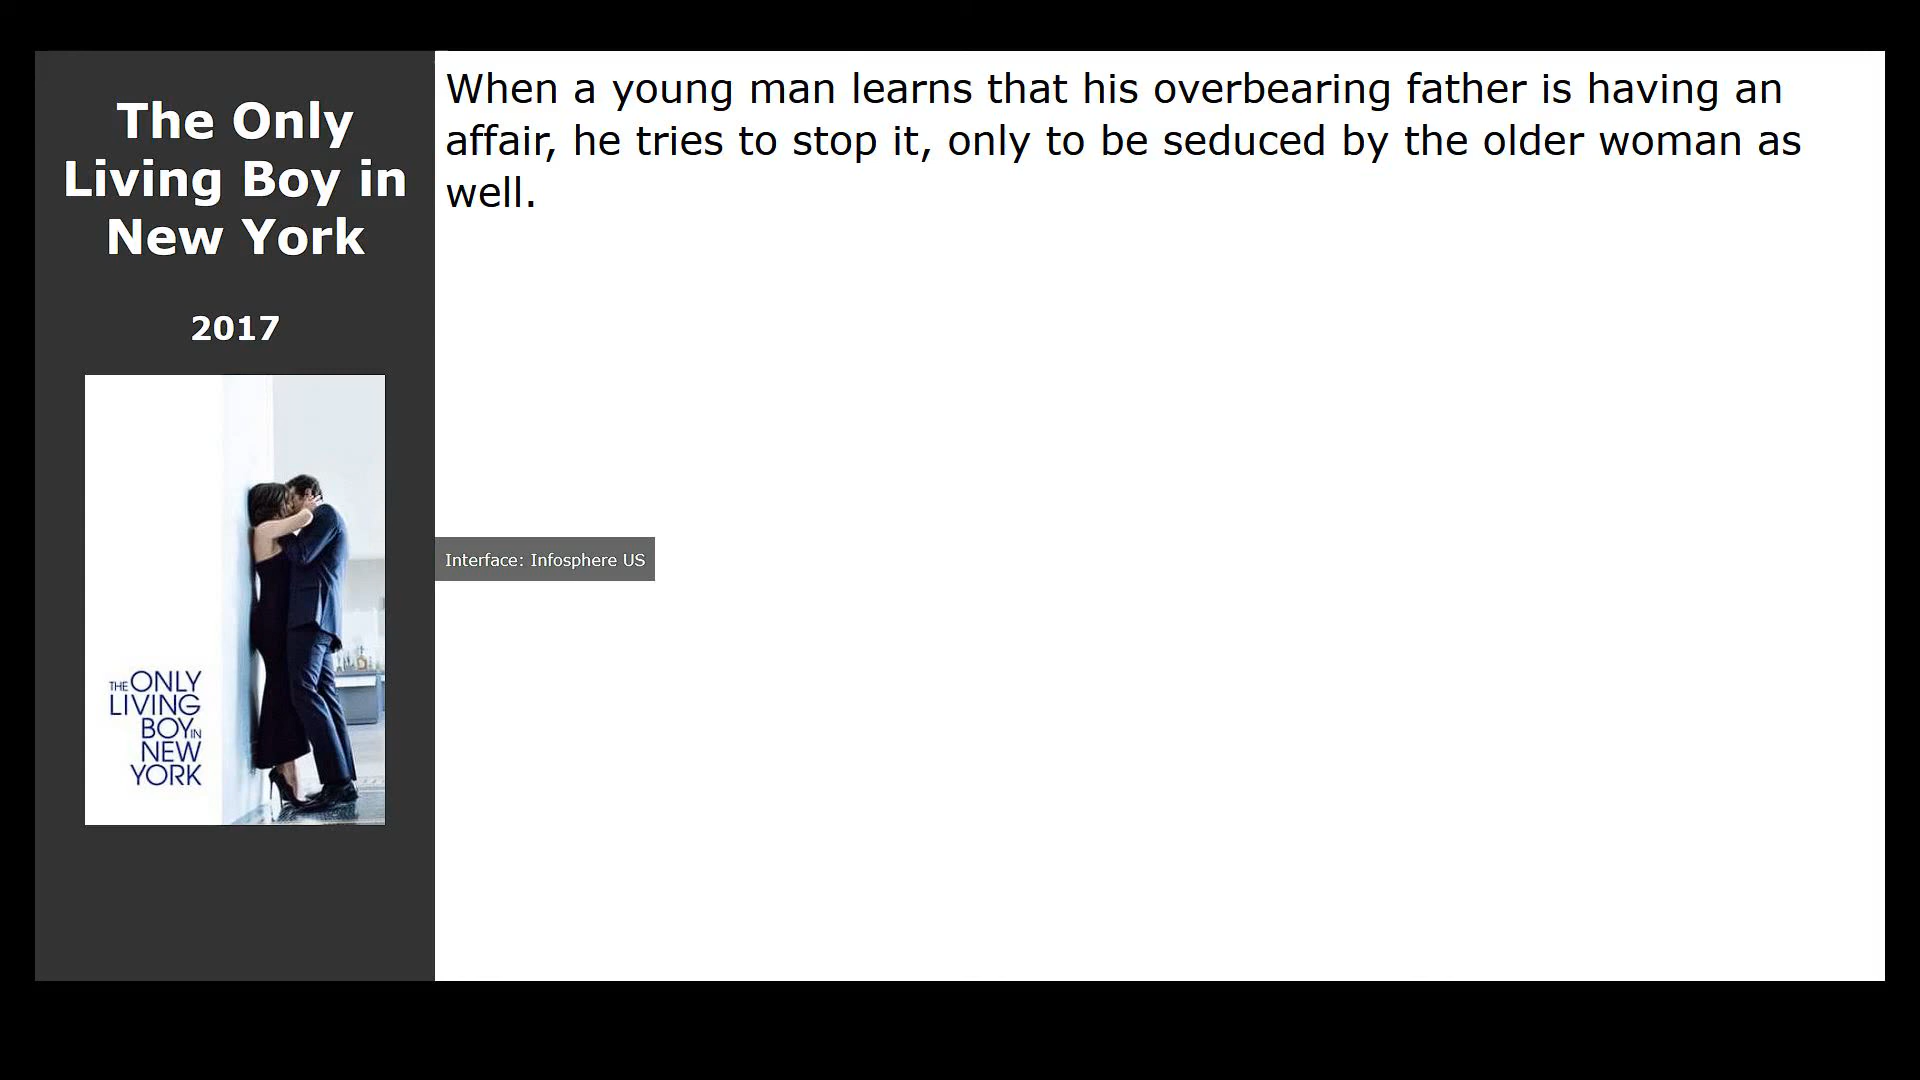 The Only
Living Boy in
New York
2017
THE ONLY
LIVING
BOY IN
NEW
YORK
When a young man learns that his overbearing father is having an
affair, he tries to stop it, only to be seduced by the older woman as
well.
Interface: Infosphere US